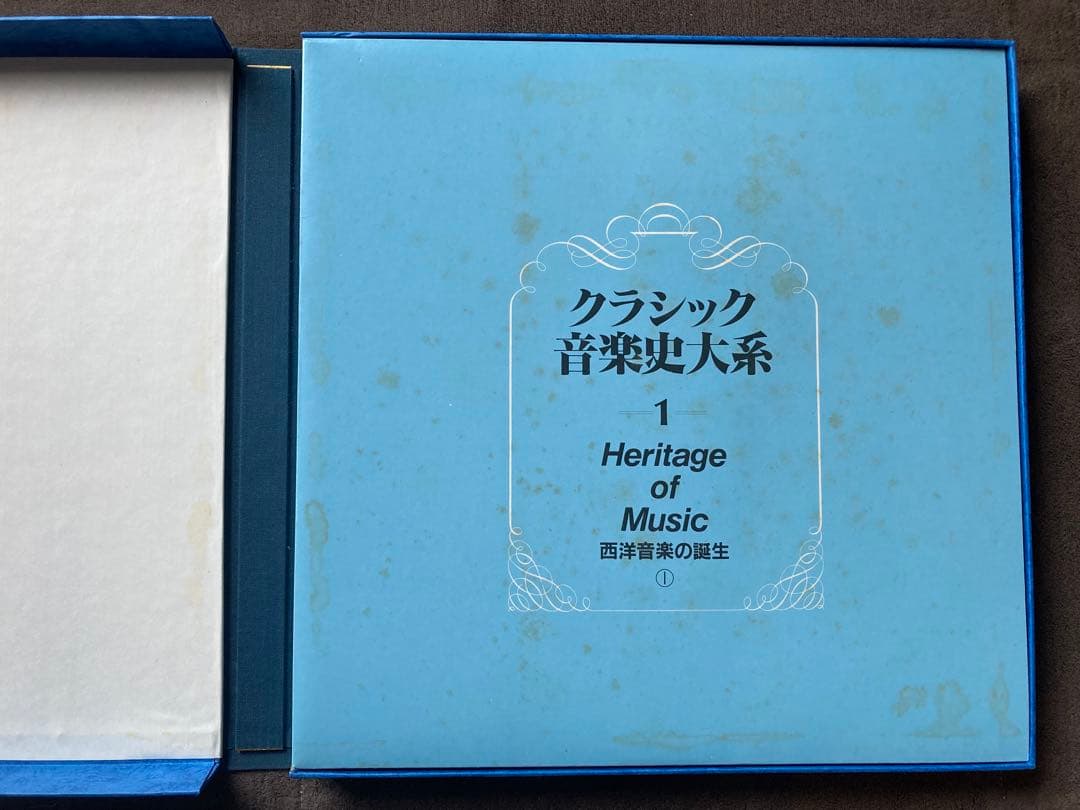 クラシック
音楽史大系
1
Heritage
of
Music
西洋音楽の誕生
①